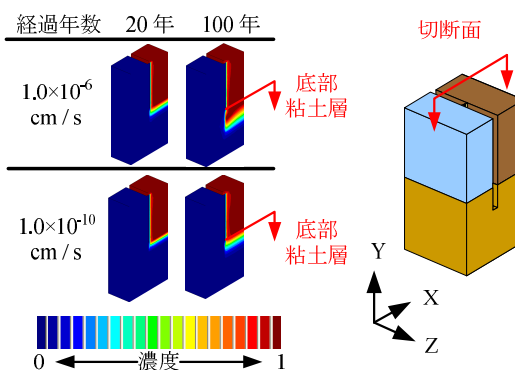 経過年数 20 年 100 年
1.0×10⁻⁶
cm / s
底部
粘土層
1.0×10⁻¹⁰
cm / s
底部
粘土層
0 濃度 1
切断面
Y
X
Z